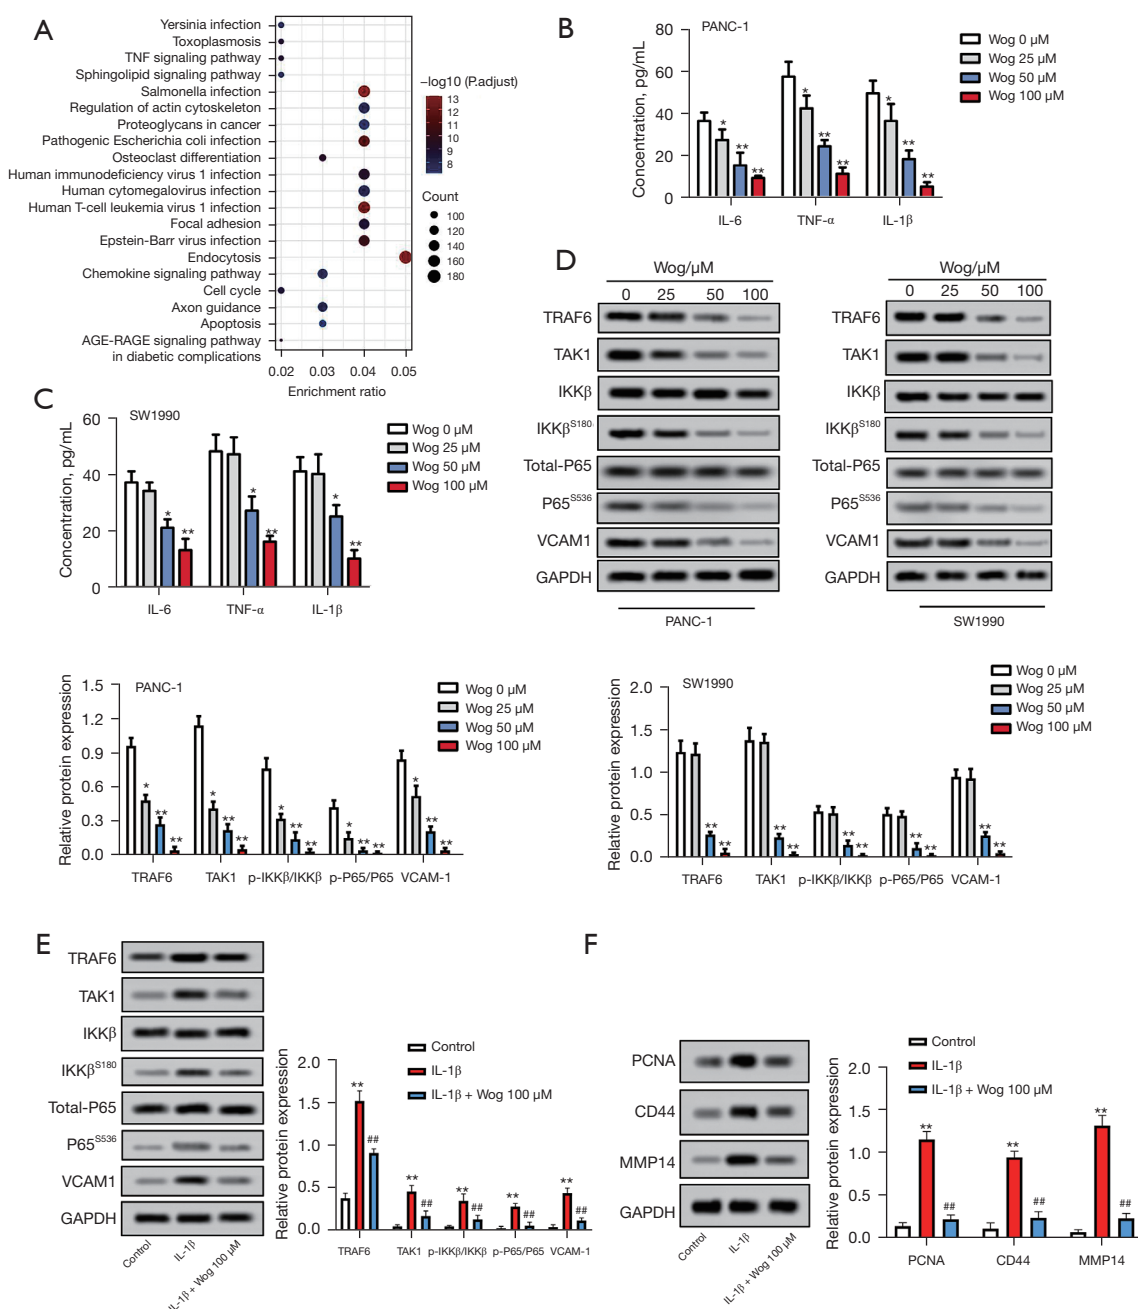 A
Yersinia infection
Toxoplasmosis
TNF signaling pathway
Sphingolipid signaling pathway
Salmonella infection
Regulation of actin cytoskeleton
Proteoglycans in cancer
Pathogenic Escherichia coli infection
Osteoclast differentiation
Human immunodeficiency virus 1 infection
Human cytomegalovirus infection
Human T-cell leukemia virus 1 infection
Focal adhesion
Epstein-Barr virus infection
Endocytosis
Chemokine signaling pathway
Cell cycle
Axon guidance
Apoptosis
AGE-RAGE signaling pathway
in diabetic complications
0.02 0.03 0.04 0.05
Enrichment ratio
−log10 (P.adjust)
13
12
11
10
9
8
Count
100
120
140
160
180
B
PANC-1
Concentration, pg/mL
80
60
40
20
0
* ** **
* ** **
* ** **
IL-6 TNF-α IL-1β
Wog 0 μM
Wog 25 μM
Wog 50 μM
Wog 100 μM
C
SW1990
Concentration, pg/mL
60
40
20
0
* **
* **
* **
IL-6 TNF-α IL-1β
Wog 0 μM
Wog 25 μM
Wog 50 μM
Wog 100 μM
D
Wog/μM
0 25 50 100
TRAF6
TAK1
IKKβ
IKKβS180
Total-P65
P65S536
VCAM1
GAPDH
PANC-1
Wog/μM
0 25 50 100
TRAF6
TAK1
IKKβ
IKKβS180
Total-P65
P65S536
VCAM1
GAPDH
SW1990
PANC-1
Relative protein expression
1.5
1.2
0.9
0.6
0.3
0.0
* ** **
* ** **
* ** **
* ** **
* ** **
TRAF6 TAK1 p-IKKβ/IKKβ p-P65/P65 VCAM-1
Wog 0 μM
Wog 25 μM
Wog 50 μM
Wog 100 μM
SW1990
Relative protein expression
2.0
1.5
1.0
0.5
0.0
** **
** **
** **
** **
** **
TRAF6 TAK1 p-IKKβ/IKKβ p-P65/P65 VCAM-1
Wog 0 μM
Wog 25 μM
Wog 50 μM
Wog 100 μM
E
TRAF6
TAK1
IKKβ
IKKβS180
Total-P65
P65S536
VCAM1
GAPDH
Control
IL-1β
IL-1β + Wog 100 μM
Relative protein expression
2.0
1.5
1.0
0.5
0.0
** ##
** ##
** ##
** ##
** ##
TRAF6 TAK1 p-IKKβ/IKKβ p-P65/P65 VCAM-1
Control
IL-1β
IL-1β + Wog 100 μM
F
PCNA
CD44
MMP14
GAPDH
Control
IL-1β
IL-1β + Wog 100 μM
Relative protein expression
2.0
1.5
1.0
0.5
0.0
** ##
** ##
** ##
PCNA CD44 MMP14
Control
IL-1β
IL-1β + Wog 100 μM